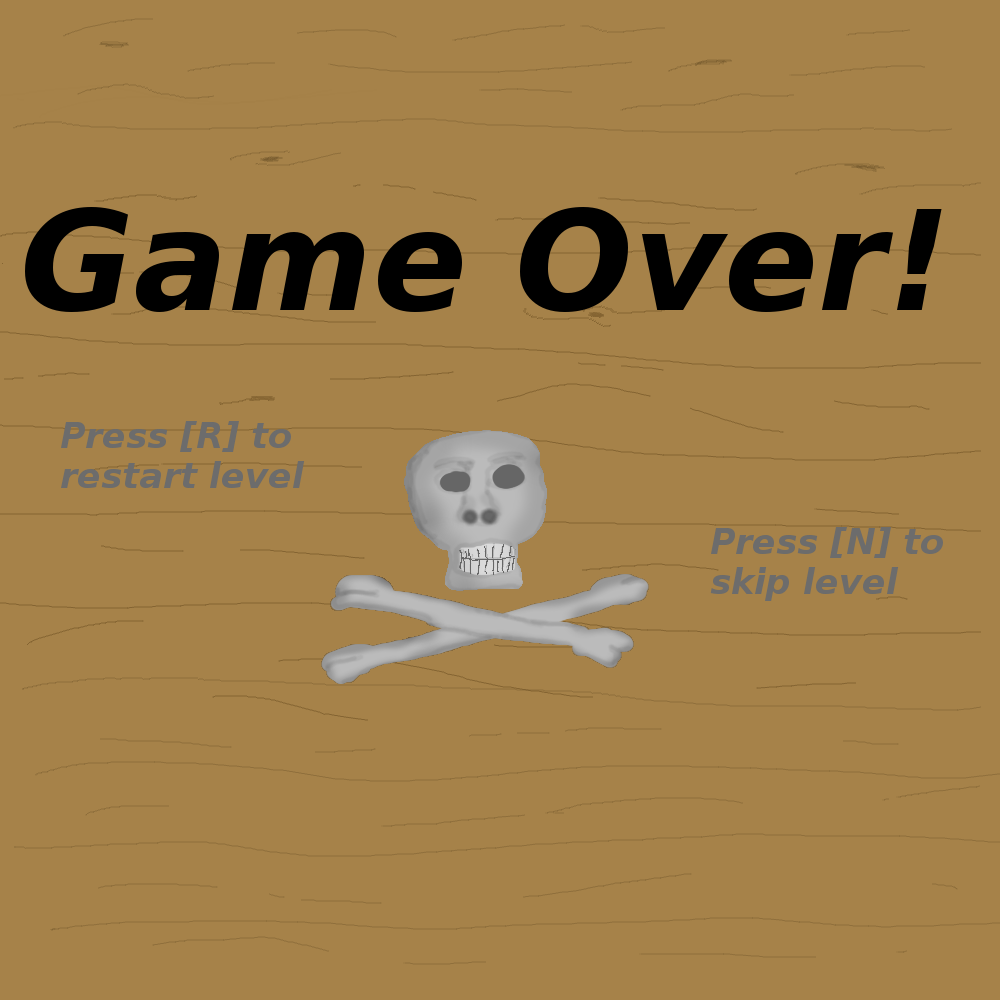 Game Over!
Press [R] to
restart level
Press [N] to
skip level